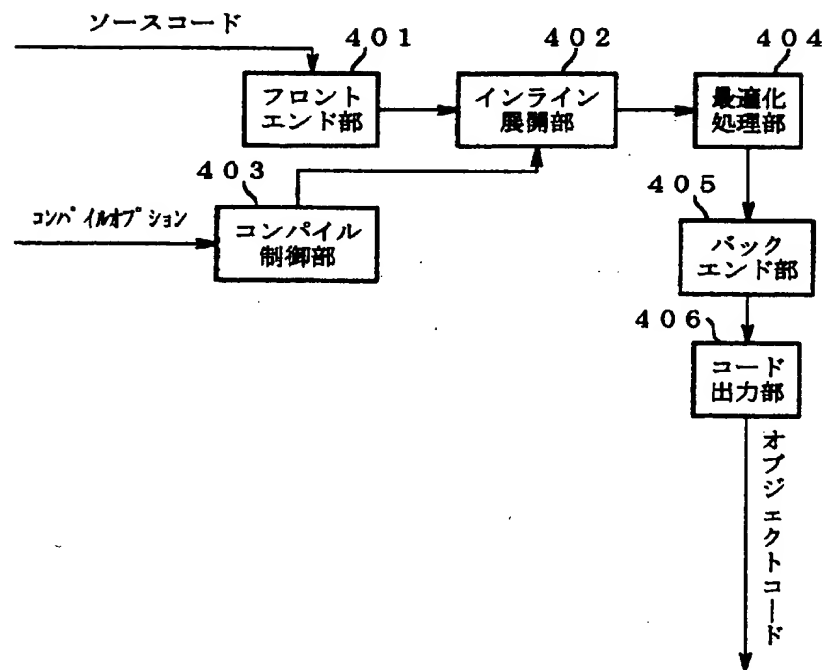 ソースコード
401
フロント
エンド部
402
インライン
展開部
404
最適化
処理部
403
コンパイルオプション
コンパイル
制御部
405
バック
エンド部
406
コード
出力部
オブジェクトコード